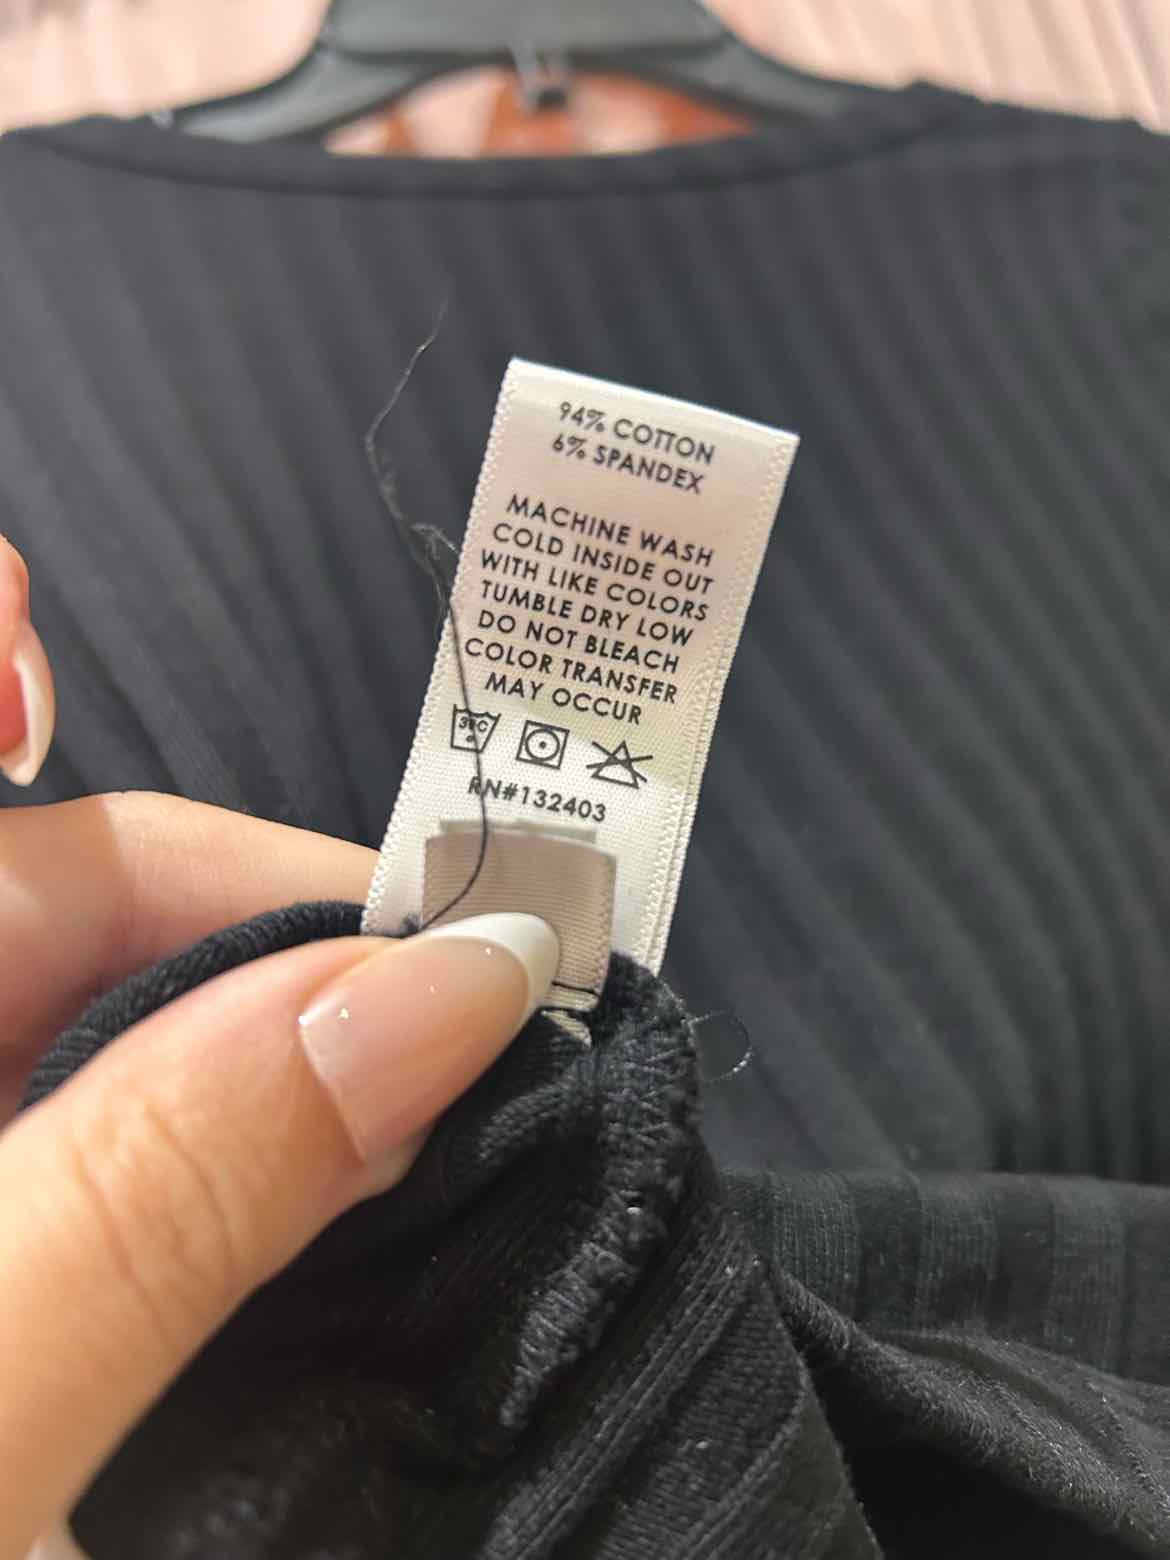 94% COTTON
6% SPANDEX
MACHINE WASH
COLD INSIDE OUT
WITH LIKE COLORS
TUMBLE DRY LOW
DO NOT BLEACH
COLOR TRANSFER
MAY OCCUR
30C
RN#132403